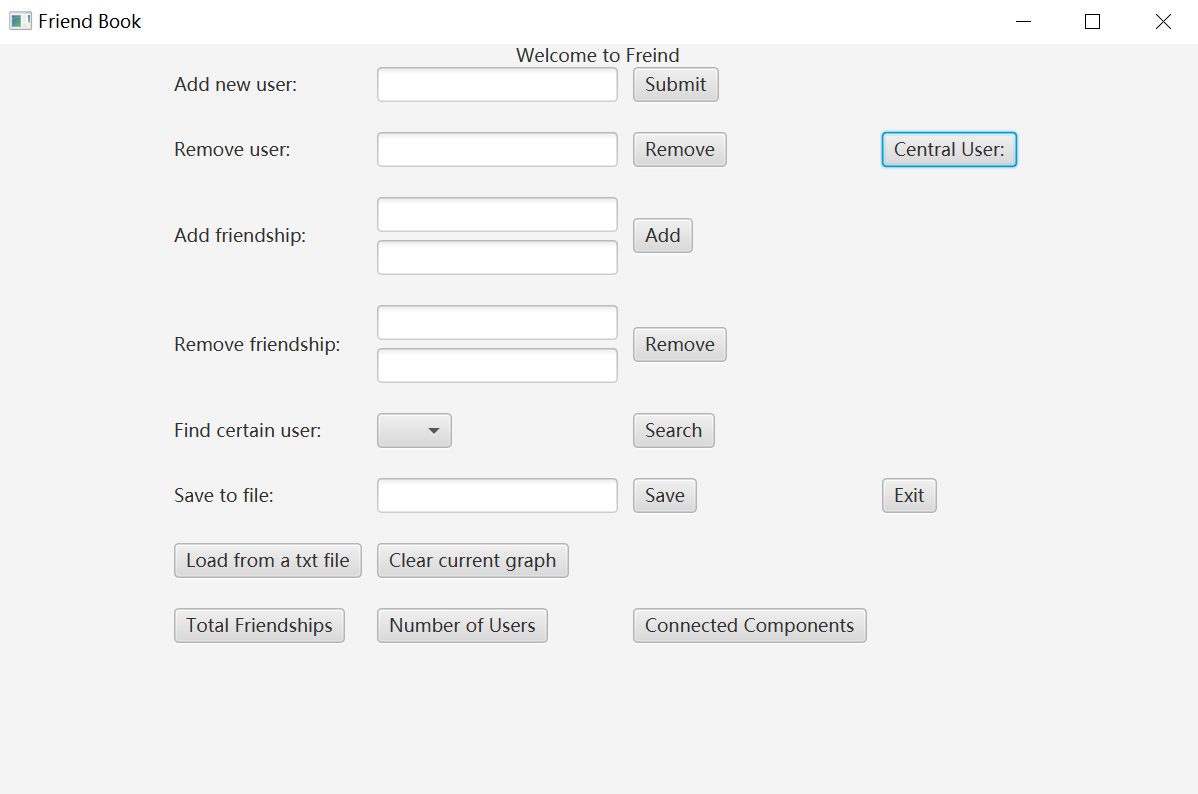 Friend Book
Welcome to Freind
Add new user: Submit
Remove user: Remove Central User:
Add friendship: Add
Remove friendship: Remove
Find certain user: Search
Save to file: Save Exit
Load from a txt file Clear current graph
Total Friendships Number of Users Connected Components